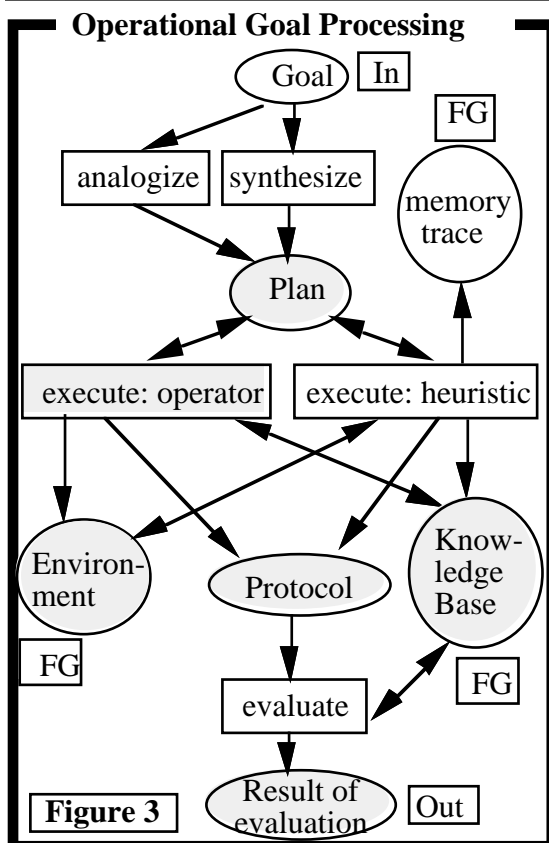 Operational Goal Processing
Goal
In
FG
analogize
synthesize
memory
trace
Plan
execute: operator
execute: heuristic
Environ-
ment
Protocol
Know-
ledge
Base
FG
FG
evaluate
Result of
evaluation
Out
Figure 3